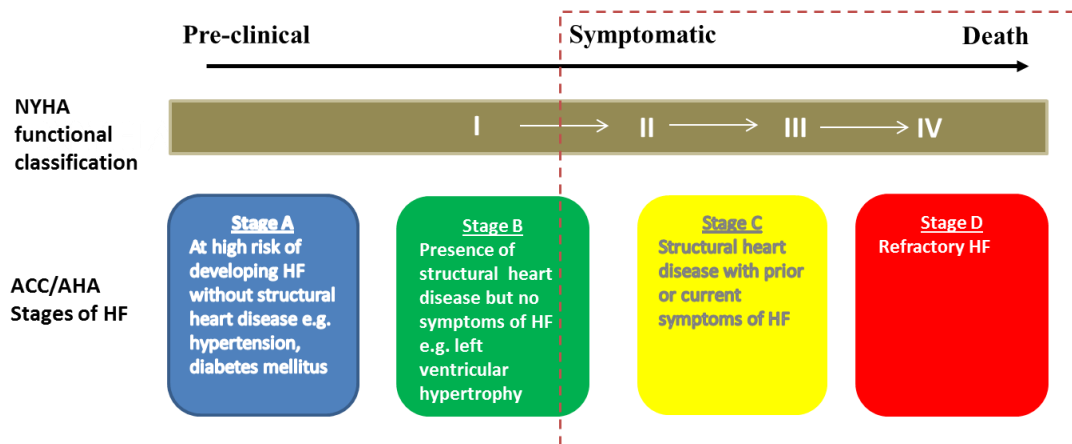 Pre-clinical
Symptomatic
Death
NYHA
functional
classification
I
II
III
IV
ACC/AHA
Stages of HF
Stage A
At high risk of
developing HF
without structural
heart disease e.g.
hypertension,
diabetes mellitus
Stage B
Presence of
structural heart
disease but no
symptoms of HF
e.g. left
ventricular
hypertrophy
Stage C
Structural heart
disease with prior
or current
symptoms of HF
Stage D
Refractory HF